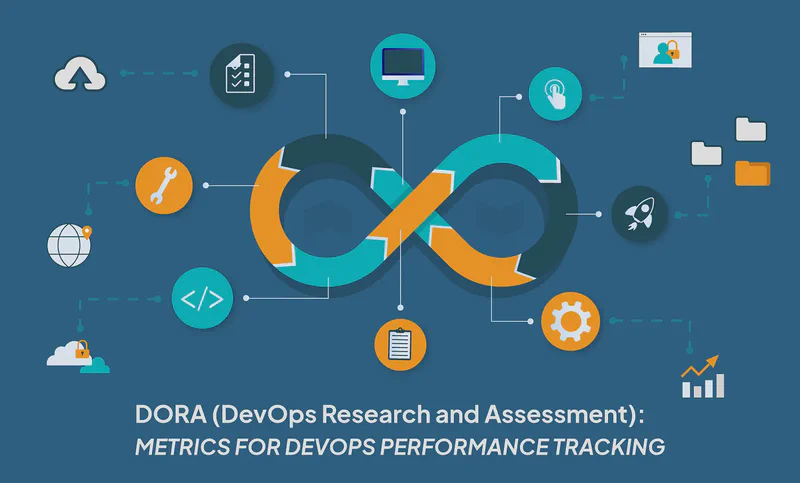 </>
DORA (DevOps Research and Assessment):
METRICS FOR DEVOPS PERFORMANCE TRACKING